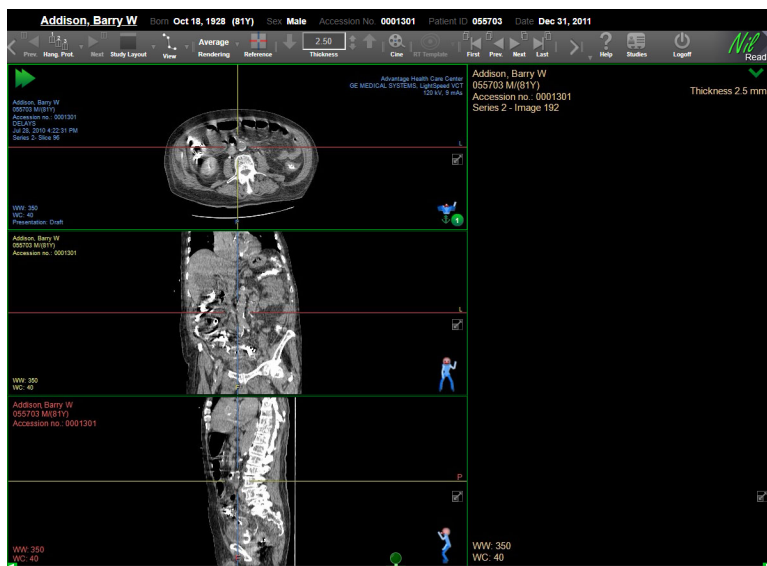 Addison, Barry W Born Oct 18, 1928 (81Y) Sex Male Accession No. 0001301 Patient ID 055703 Date Dec 31, 2011
Prev. Hang. Prot. Next Study Layout View Average Rendering Reference 2.50 Thickness Cine RT Template First Prev. Next Last Help Studies Logoff Nil Read
Addison, Barry W
055703 M/(81Y)
Accession no.: 0001301
DELAYS
Jul 28, 2010 4:22:31 PM
Series 2- Slice 96
Advantage Health Care Center
GE MEDICAL SYSTEMS, LightSpeed VCT
120 kV, 9 mAs
L
WW: 350
WC: 40
Presentation: Draft
1
Addison, Barry W
055703 M/(81Y)
Accession no.: 0001301
Series 2 - Image 192
Thickness 2.5 mm
Addison, Barry W
055703 M/(81Y)
Accession no.: 0001301
L
WW: 350
WC: 40
Addison, Barry W
055703 M/(81Y)
Accession no.: 0001301
P
WW: 350
WC: 40
WW: 350
WC: 40